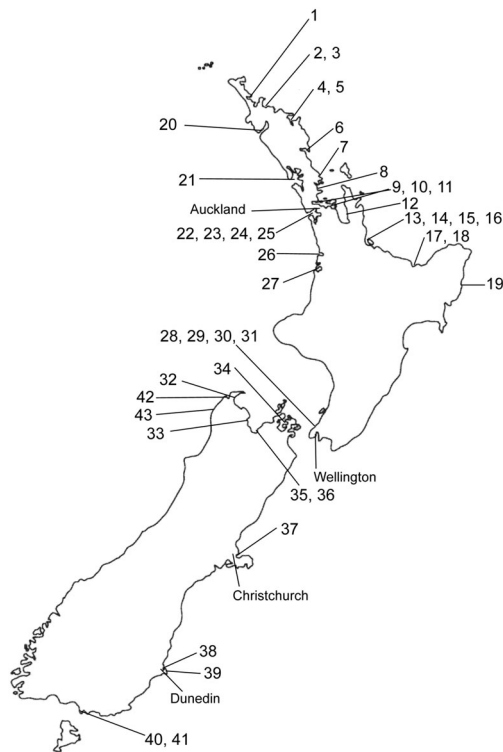 1
2, 3
4, 5
20
6
7
21
8
9, 10, 11
Auckland
12
22, 23, 24, 25
13, 14, 15, 16
17, 18
26
27
19
28, 29, 30, 31
32
34
42
43
33
Wellington
35, 36
37
Christchurch
38
39
Dunedin
40, 41